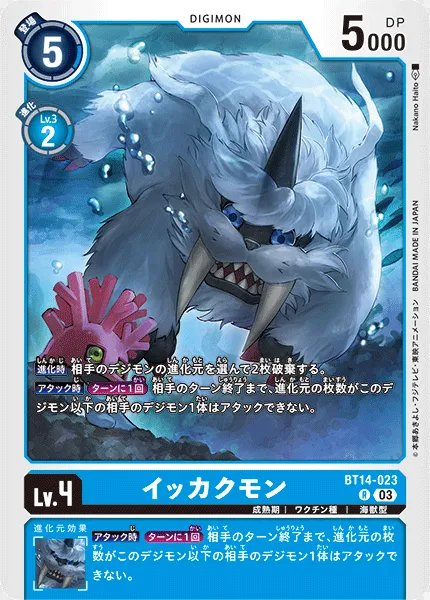 DIGIMON
登場
5
DP
5000
進化
Lv.3
2
Nakano Haito
BANDAI MADE IN JAPAN
© 本郷あきよし・フジテレビ・東映アニメーション
進化時 相手のデジモンの進化元を選んで2枚破棄する。
アタック時 ターンに1回 相手のターン終了まで、進化元の枚数がこのデ
ジモン以下の相手のデジモン1体はアタックできない。
BT14-023
Lv.4
イッカクモン
R 03
成熟期 | ワクチン種 | 海獣型
進化元効果
アタック時 ターンに1回 相手のターン終了まで、進化元の枚
数がこのデジモン以下の相手のデジモン1体はアタックで
きない。